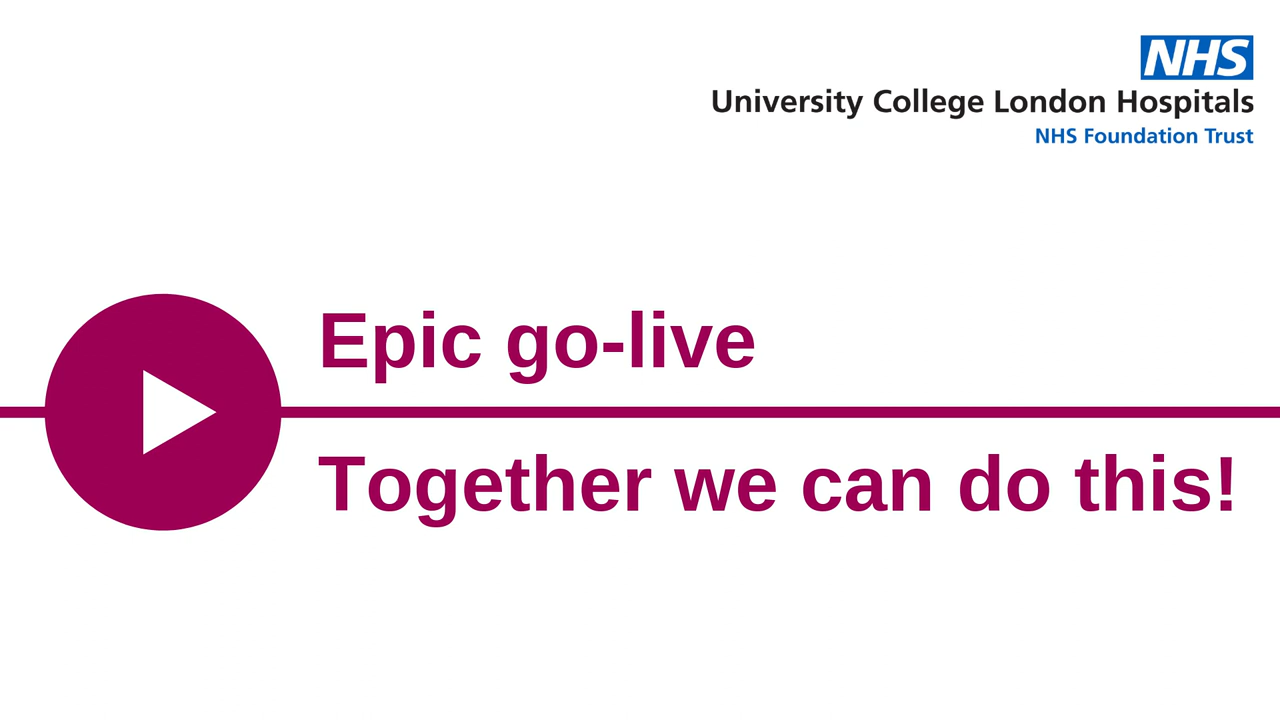 NHS
University College London Hospitals
NHS Foundation Trust
Epic go-live
Together we can do this!